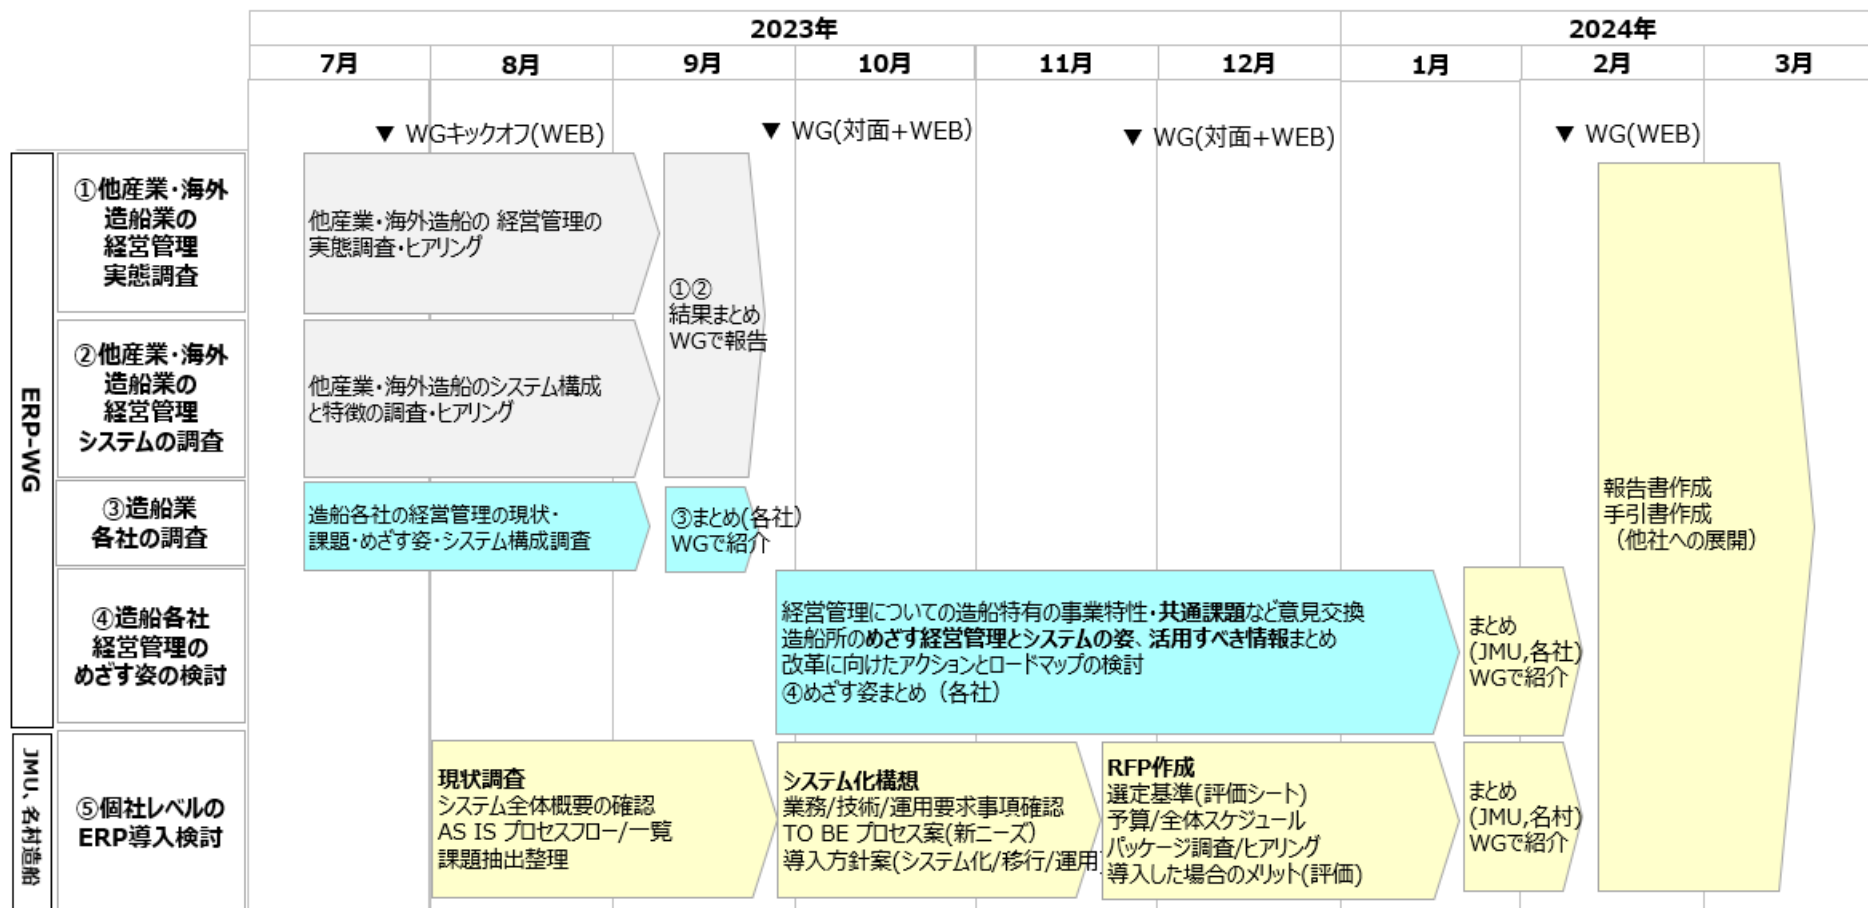 2023年
2024年
7月
8月
9月
10月
11月
12月
1月
2月
3月
▼ WGキックオフ(WEB)
▼ WG(対面+WEB)
▼ WG(対面+WEB)
▼ WG(WEB)
ERP-WG
①他産業・海外
造船業の
経営管理
実態調査
他産業・海外造船の 経営管理の
実態調査・ヒアリング
①②
結果まとめ
WGで報告
②他産業・海外
造船業の
経営管理
システムの調査
他産業・海外造船のシステム構成
と特徴の調査・ヒアリング
③造船業
各社の調査
造船各社の経営管理の現状・
課題・めざす姿・システム構成調査
③まとめ(各社)
WGで紹介
④造船各社
経営管理の
めざす姿の検討
経営管理についての造船特有の事業特性・共通課題など意見交換
造船所のめざす経営管理とシステムの姿、活用すべき情報まとめ
改革に向けたアクションとロードマップの検討
④めざす姿まとめ（各社）
まとめ
(JMU,各社)
WGで紹介
報告書作成
手引書作成
（他社への展開）
JMU、名村造船
⑤個社レベルの
ERP導入検討
現状調査
システム全体概要の確認
AS IS プロセスフロー/一覧
課題抽出整理
システム化構想
業務/技術/運用要求事項確認
TO BE プロセス案(新ニーズ)
導入方針案(システム化/移行/運用)
RFP作成
選定基準(評価シート)
予算/全体スケジュール
パッケージ調査/ヒアリング
導入した場合のメリット(評価)
まとめ
(JMU,名村)
WGで紹介